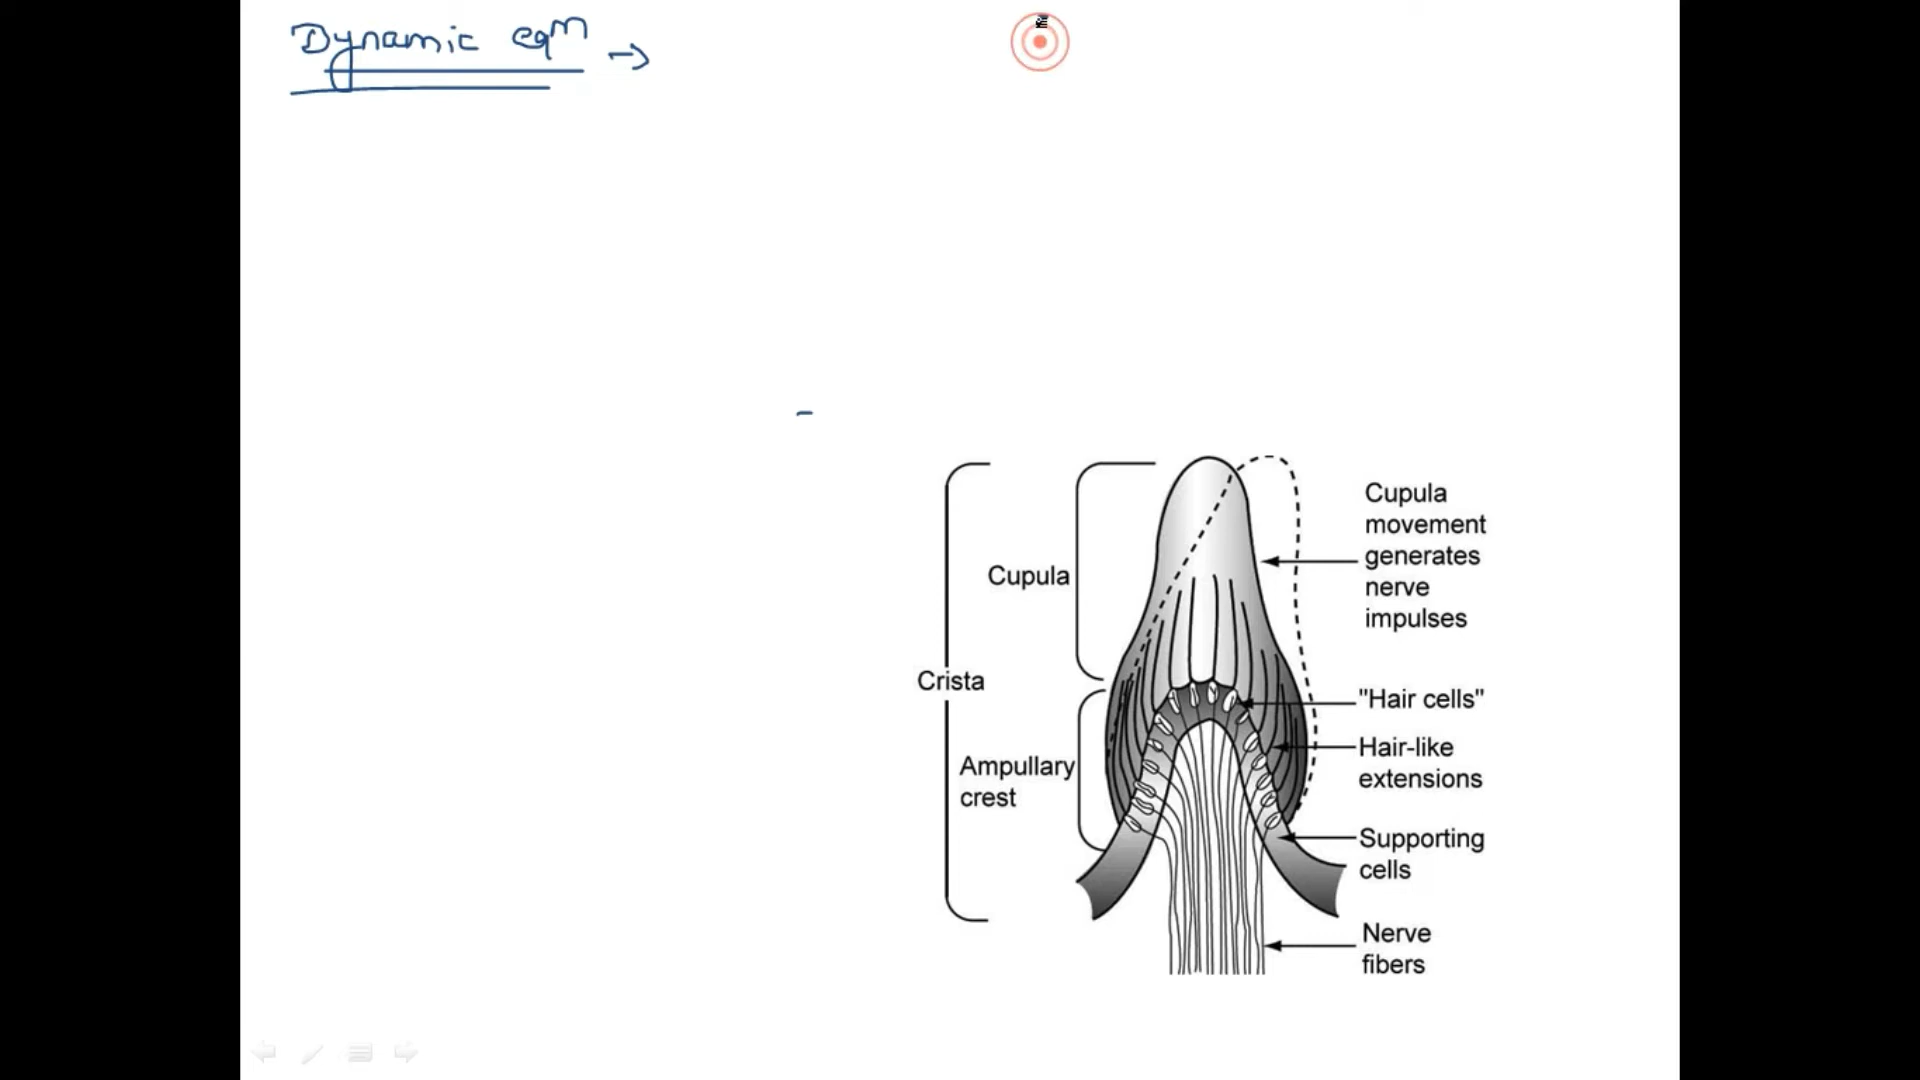 Dynamic eqm →
Cupula
movement
generates
nerve
impulses
Cupula
Crista
"Hair cells"
Hair-like
extensions
Ampullary
crest
Supporting
cells
Nerve
fibers